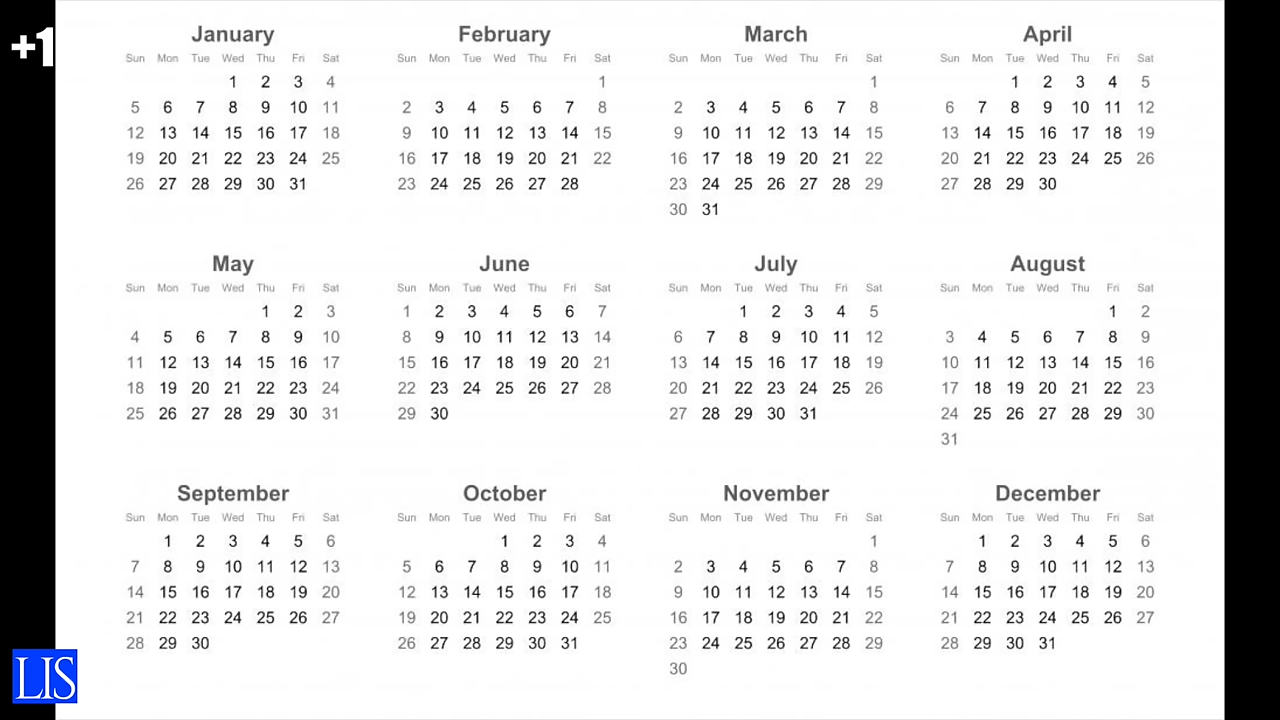 +1
January February March April
Sun Mon Tue Wed Thu Fri Sat Sun Mon Tue Wed Thu Fri Sat Sun Mon Tue Wed Thu Fri Sat Sun Mon Tue Wed Thu Fri Sat
1 2 3 4 1 1 1 2 3 4 5
5 6 7 8 9 10 11 2 3 4 5 6 7 8 2 3 4 5 6 7 8 6 7 8 9 10 11 12
12 13 14 15 16 17 18 9 10 11 12 13 14 15 9 10 11 12 13 14 15 13 14 15 16 17 18 19
19 20 21 22 23 24 25 16 17 18 19 20 21 22 16 17 18 19 20 21 22 20 21 22 23 24 25 26
26 27 28 29 30 31 23 24 25 26 27 28 23 24 25 26 27 28 29 27 28 29 30
30 31
May June July August
Sun Mon Tue Wed Thu Fri Sat Sun Mon Tue Wed Thu Fri Sat Sun Mon Tue Wed Thu Fri Sat Sun Mon Tue Wed Thu Fri Sat
1 2 3 1 2 3 4 5 6 7 1 2 3 4 5 1 2
4 5 6 7 8 9 10 8 9 10 11 12 13 14 6 7 8 9 10 11 12 3 4 5 6 7 8 9
11 12 13 14 15 16 17 15 16 17 18 19 20 21 13 14 15 16 17 18 19 10 11 12 13 14 15 16
18 19 20 21 22 23 24 22 23 24 25 26 27 28 20 21 22 23 24 25 26 17 18 19 20 21 22 23
25 26 27 28 29 30 31 29 30 27 28 29 30 31 24 25 26 27 28 29 30
31
September October November December
Sun Mon Tue Wed Thu Fri Sat Sun Mon Tue Wed Thu Fri Sat Sun Mon Tue Wed Thu Fri Sat Sun Mon Tue Wed Thu Fri Sat
1 2 3 4 5 6 1 2 3 4 1 1 2 3 4 5 6
7 8 9 10 11 12 13 5 6 7 8 9 10 11 2 3 4 5 6 7 8 7 8 9 10 11 12 13
14 15 16 17 18 19 20 12 13 14 15 16 17 18 9 10 11 12 13 14 15 14 15 16 17 18 19 20
21 22 23 24 25 26 27 19 20 21 22 23 24 25 16 17 18 19 20 21 22 21 22 23 24 25 26 27
28 29 30 26 27 28 29 30 31 23 24 25 26 27 28 29 28 29 30 31
30
LIS